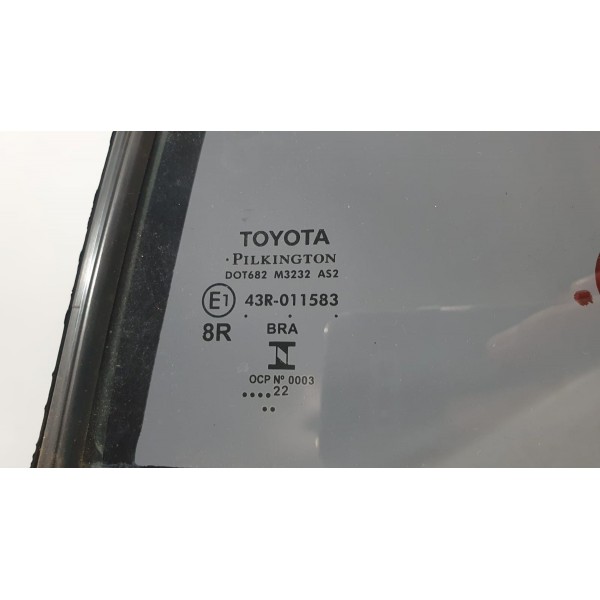 TOYOTA
·PILKINGTON
DOT682 M3232 AS2
E1 43R-011583
8R BRA
N
OCP Nº 0003
....22
..